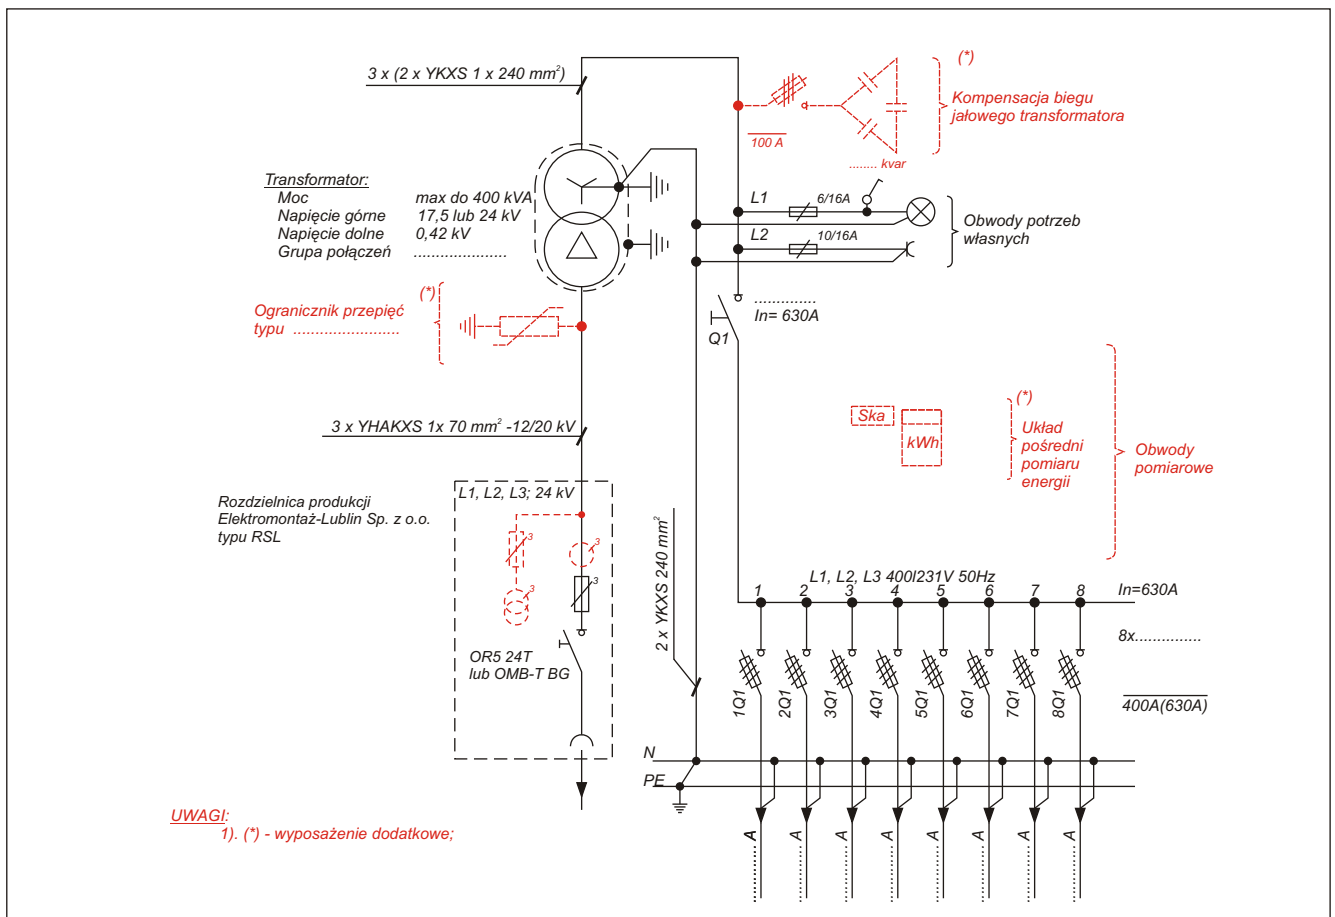 3 x (2 x YKXS 1 x 240 mm²)
(*)
Kompensacja biegu
jałowego transformatora
100 A
........ kvar
Transformator:
Moc max do 400 kVA
Napięcie górne 17,5 lub 24 kV
Napięcie dolne 0,42 kV
Grupa połączeń .....................
L1
6/16A
L2
10/16A
Obwody potrzeb
własnych
(*)
Ogranicznik przepięć
typu ........................
..............
In= 630A
Q1
3 x YHAKXS 1x 70 mm² -12/20 kV
Ska
kWh
(*)
Układ
pośredni
pomiaru
energii
Obwody
pomiarowe
Rozdzielnica produkcji
Elektromontaż-Lublin Sp. z o.o.
typu RSL
L1, L2, L3; 24 kV
3
3
3
3
OR5 24T
lub OMB-T BG
2 x YKXS 240 mm²
L1, L2, L3 400I231V 50Hz
1 2 3 4 5 6 7 8
In=630A
8x...............
1Q1 2Q1 3Q1 4Q1 5Q1 6Q1 7Q1 8Q1
400A(630A)
N
PE
A A A A A A A A
UWAGI:
1). (*) - wyposażenie dodatkowe;